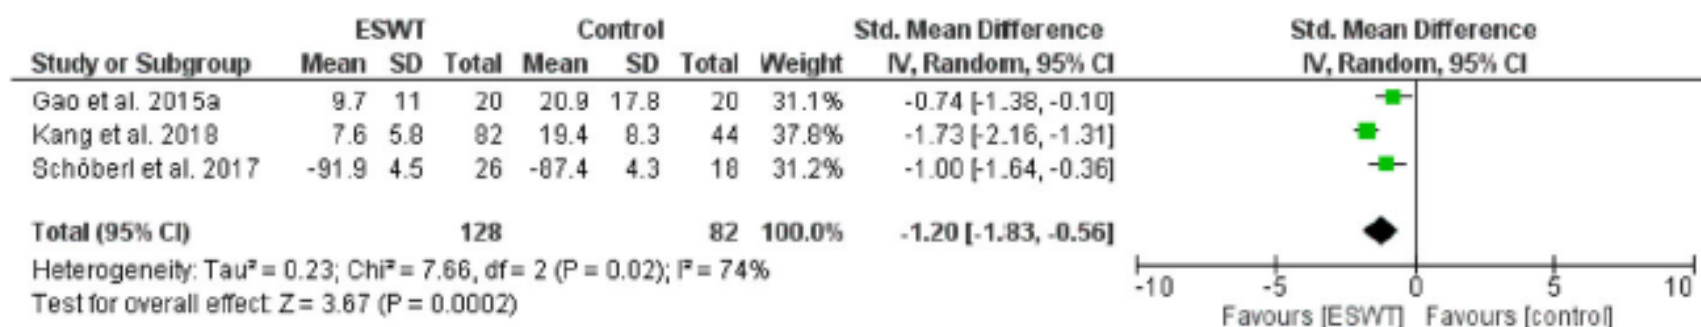 ESWT Control Std. Mean Difference Std. Mean Difference
Study or Subgroup Mean SD Total Mean SD Total Weight IV, Random, 95% CI IV, Random, 95% CI
Gao et al. 2015a 9.7 11 20 20.9 17.8 20 31.1% -0.74 [-1.38, -0.10]
Kang et al. 2018 7.6 5.8 82 19.4 8.3 44 37.8% -1.73 [-2.16, -1.31]
Schöberl et al. 2017 -91.9 4.5 26 -87.4 4.3 18 31.2% -1.00 [-1.64, -0.36]
Total (95% CI) 128 82 100.0% -1.20 [-1.83, -0.56]
Heterogeneity: Tau² = 0.23; Chi² = 7.66, df = 2 (P = 0.02); I² = 74%
Test for overall effect: Z = 3.67 (P = 0.0002)
-10 -5 0 5 10
Favours [ESWT] Favours [control]